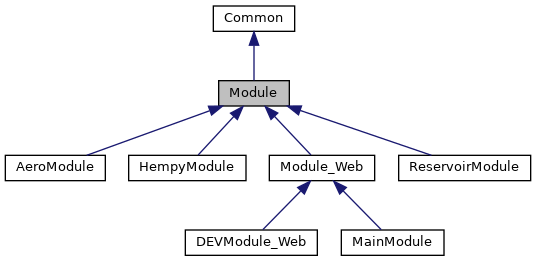 Common
Module
AeroModule
HempyModule
Module_Web
ReservoirModule
DEVModule_Web
MainModule